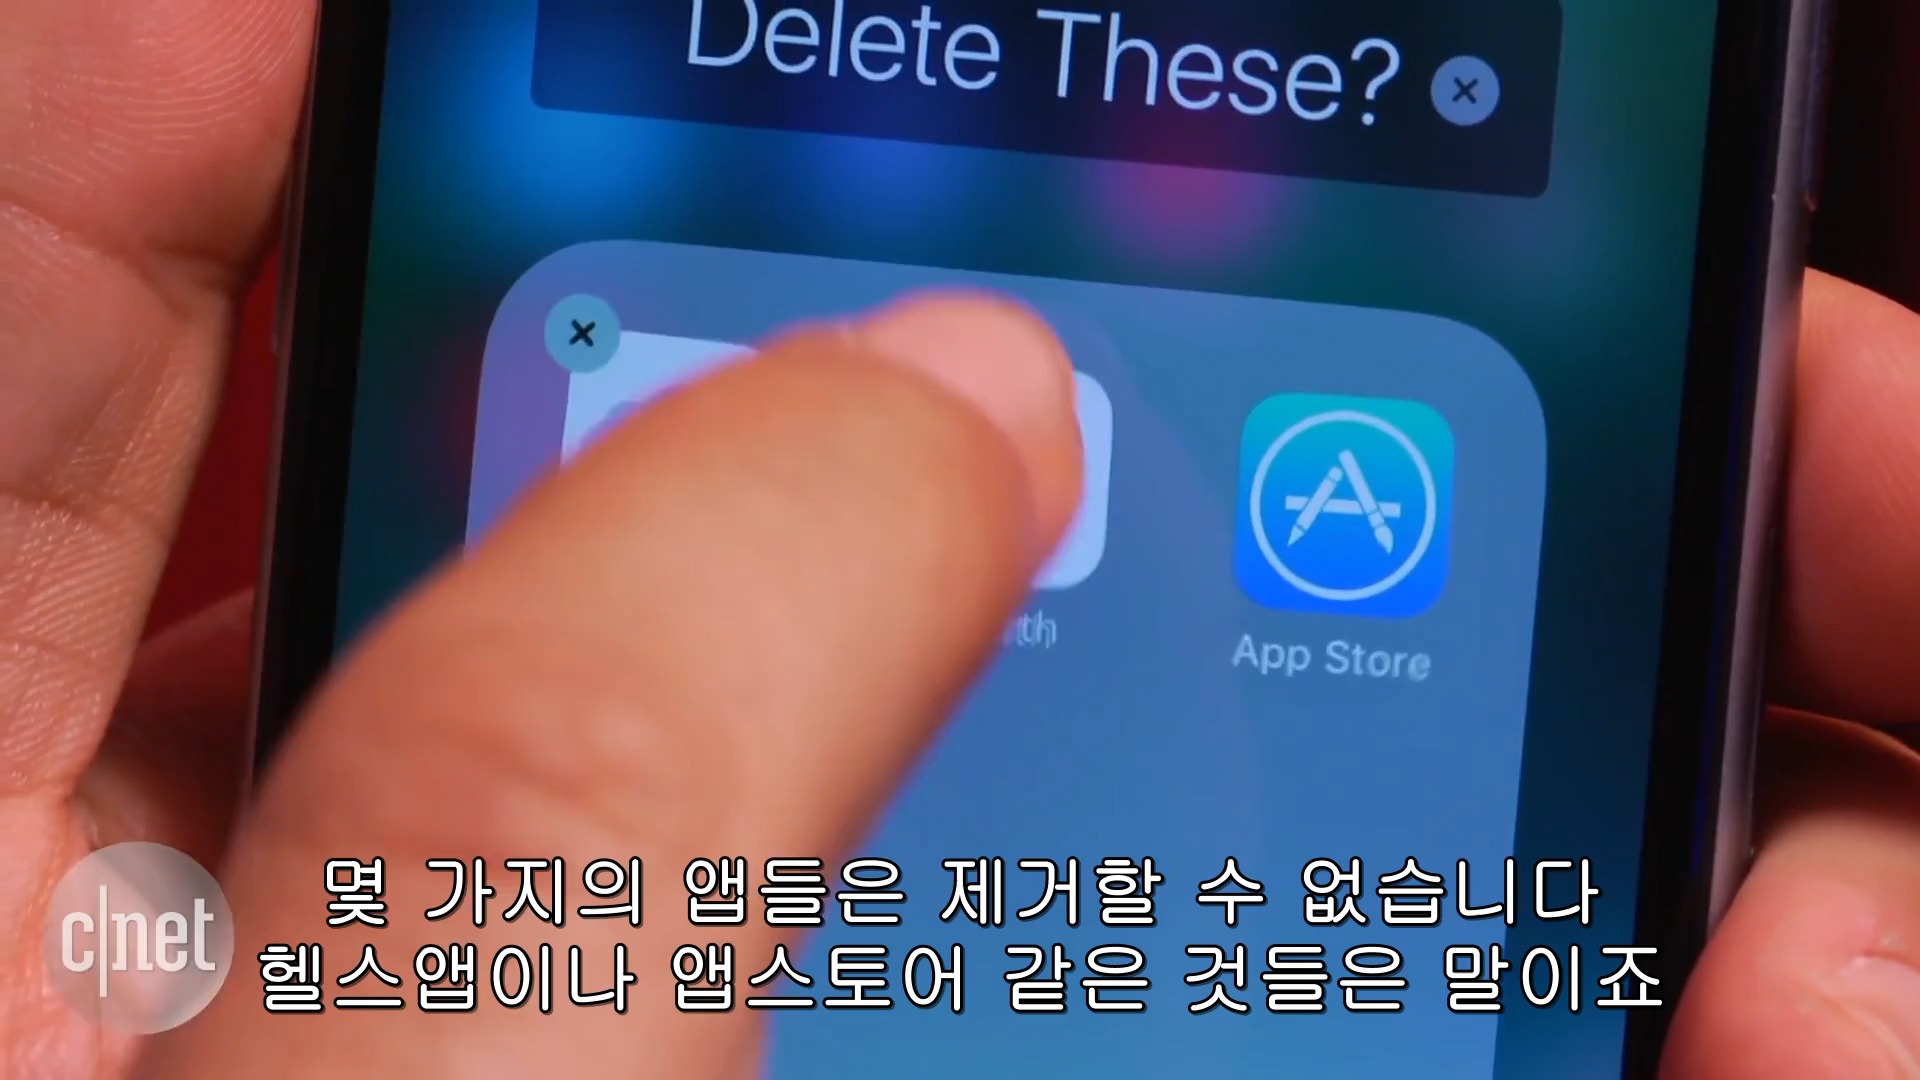 Delete These?
App Store
몇 가지의 앱들은 제거할 수 없습니다
헬스앱이나 앱스토어 같은 것들은 말이죠
c|net